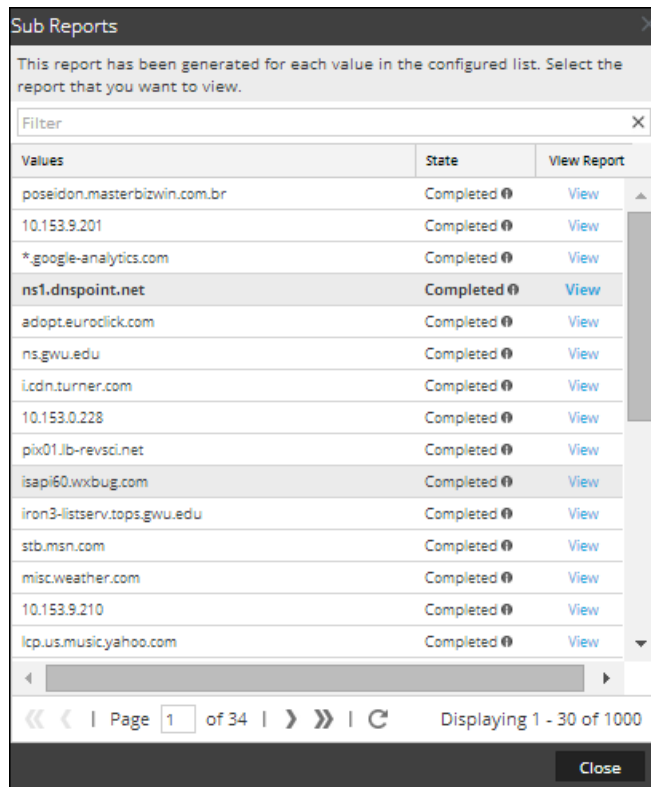 Sub Reports
This report has been generated for each value in the configured list. Select the
report that you want to view.
Filter
Values State View Report
poseidon.masterbizwin.com.br Completed View
10.153.9.201 Completed View
*.google-analytics.com Completed View
ns1.dnspoint.net Completed View
adopt.euroclick.com Completed View
ns.gwu.edu Completed View
i.cdn.turner.com Completed View
10.153.0.228 Completed View
pix01.lb-revsci.net Completed View
isapi60.wxbug.com Completed View
iron3-listserv.tops.gwu.edu Completed View
stb.msn.com Completed View
misc.weather.com Completed View
10.153.9.210 Completed View
lcp.us.music.yahoo.com Completed View
| Page 1 of 34 | | Displaying 1 - 30 of 1000
Close